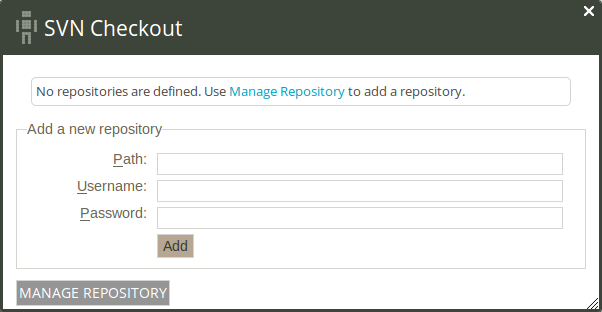 SVN Checkout
No repositories are defined. Use Manage Repository to add a repository.
Add a new repository
Path:
Username:
Password:
Add
MANAGE REPOSITORY